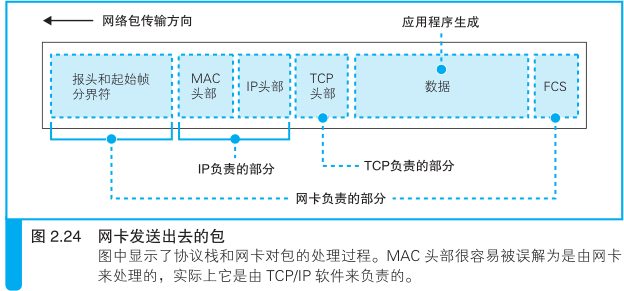 网络包传输方向
应用程序生成
报头和起始帧
分界符
MAC
头部
IP头部
TCP
头部
数据
FCS
IP负责的部分
TCP负责的部分
网卡负责的部分
图 2.24 网卡发送出去的包
图中显示了协议栈和网卡对包的处理过程。MAC 头部很容易被误解为是由网卡
来处理的，实际上它是由 TCP/IP 软件来负责的。